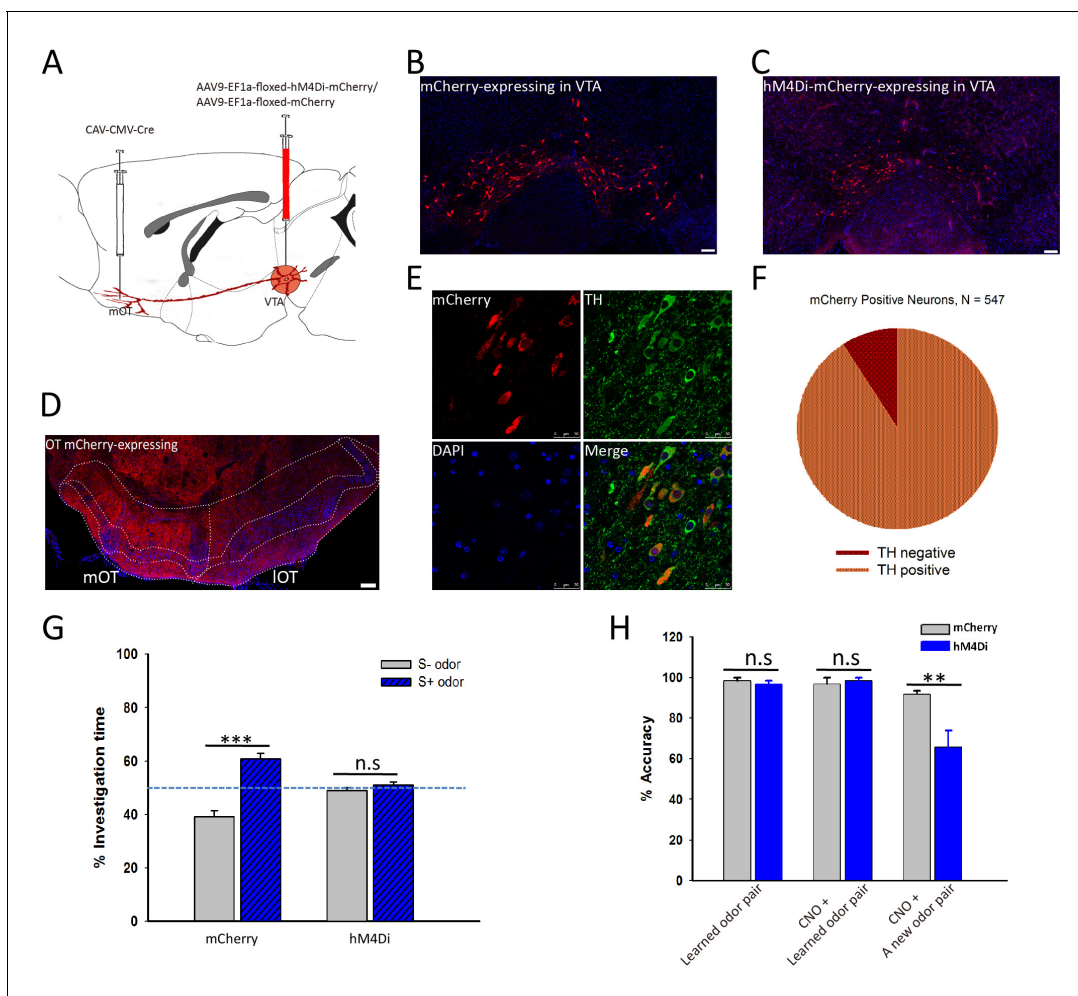 A
AAV9-EF1a-floxed-hM4Di-mCherry/
AAV9-EF1a-floxed-mCherry
CAV-CMV-Cre
mOT
VTA
B
mCherry-expressing in VTA
C
hM4Di-mCherry-expressing in VTA
D
OT mCherry-expressing
mOT
lOT
E
mCherry
TH
DAPI
Merge
F
mCherry Positive Neurons, N = 547
TH negative
TH positive
G
S- odor
S+ odor
% Investigation time
100
80
60
40
20
0
***
n.s
mCherry
hM4Di
H
mCherry
hM4Di
% Accuracy
120
100
80
60
40
20
0
n.s
n.s
**
Learned odor pair
CNO +
Learned odor pair
CNO +
A new odor pair